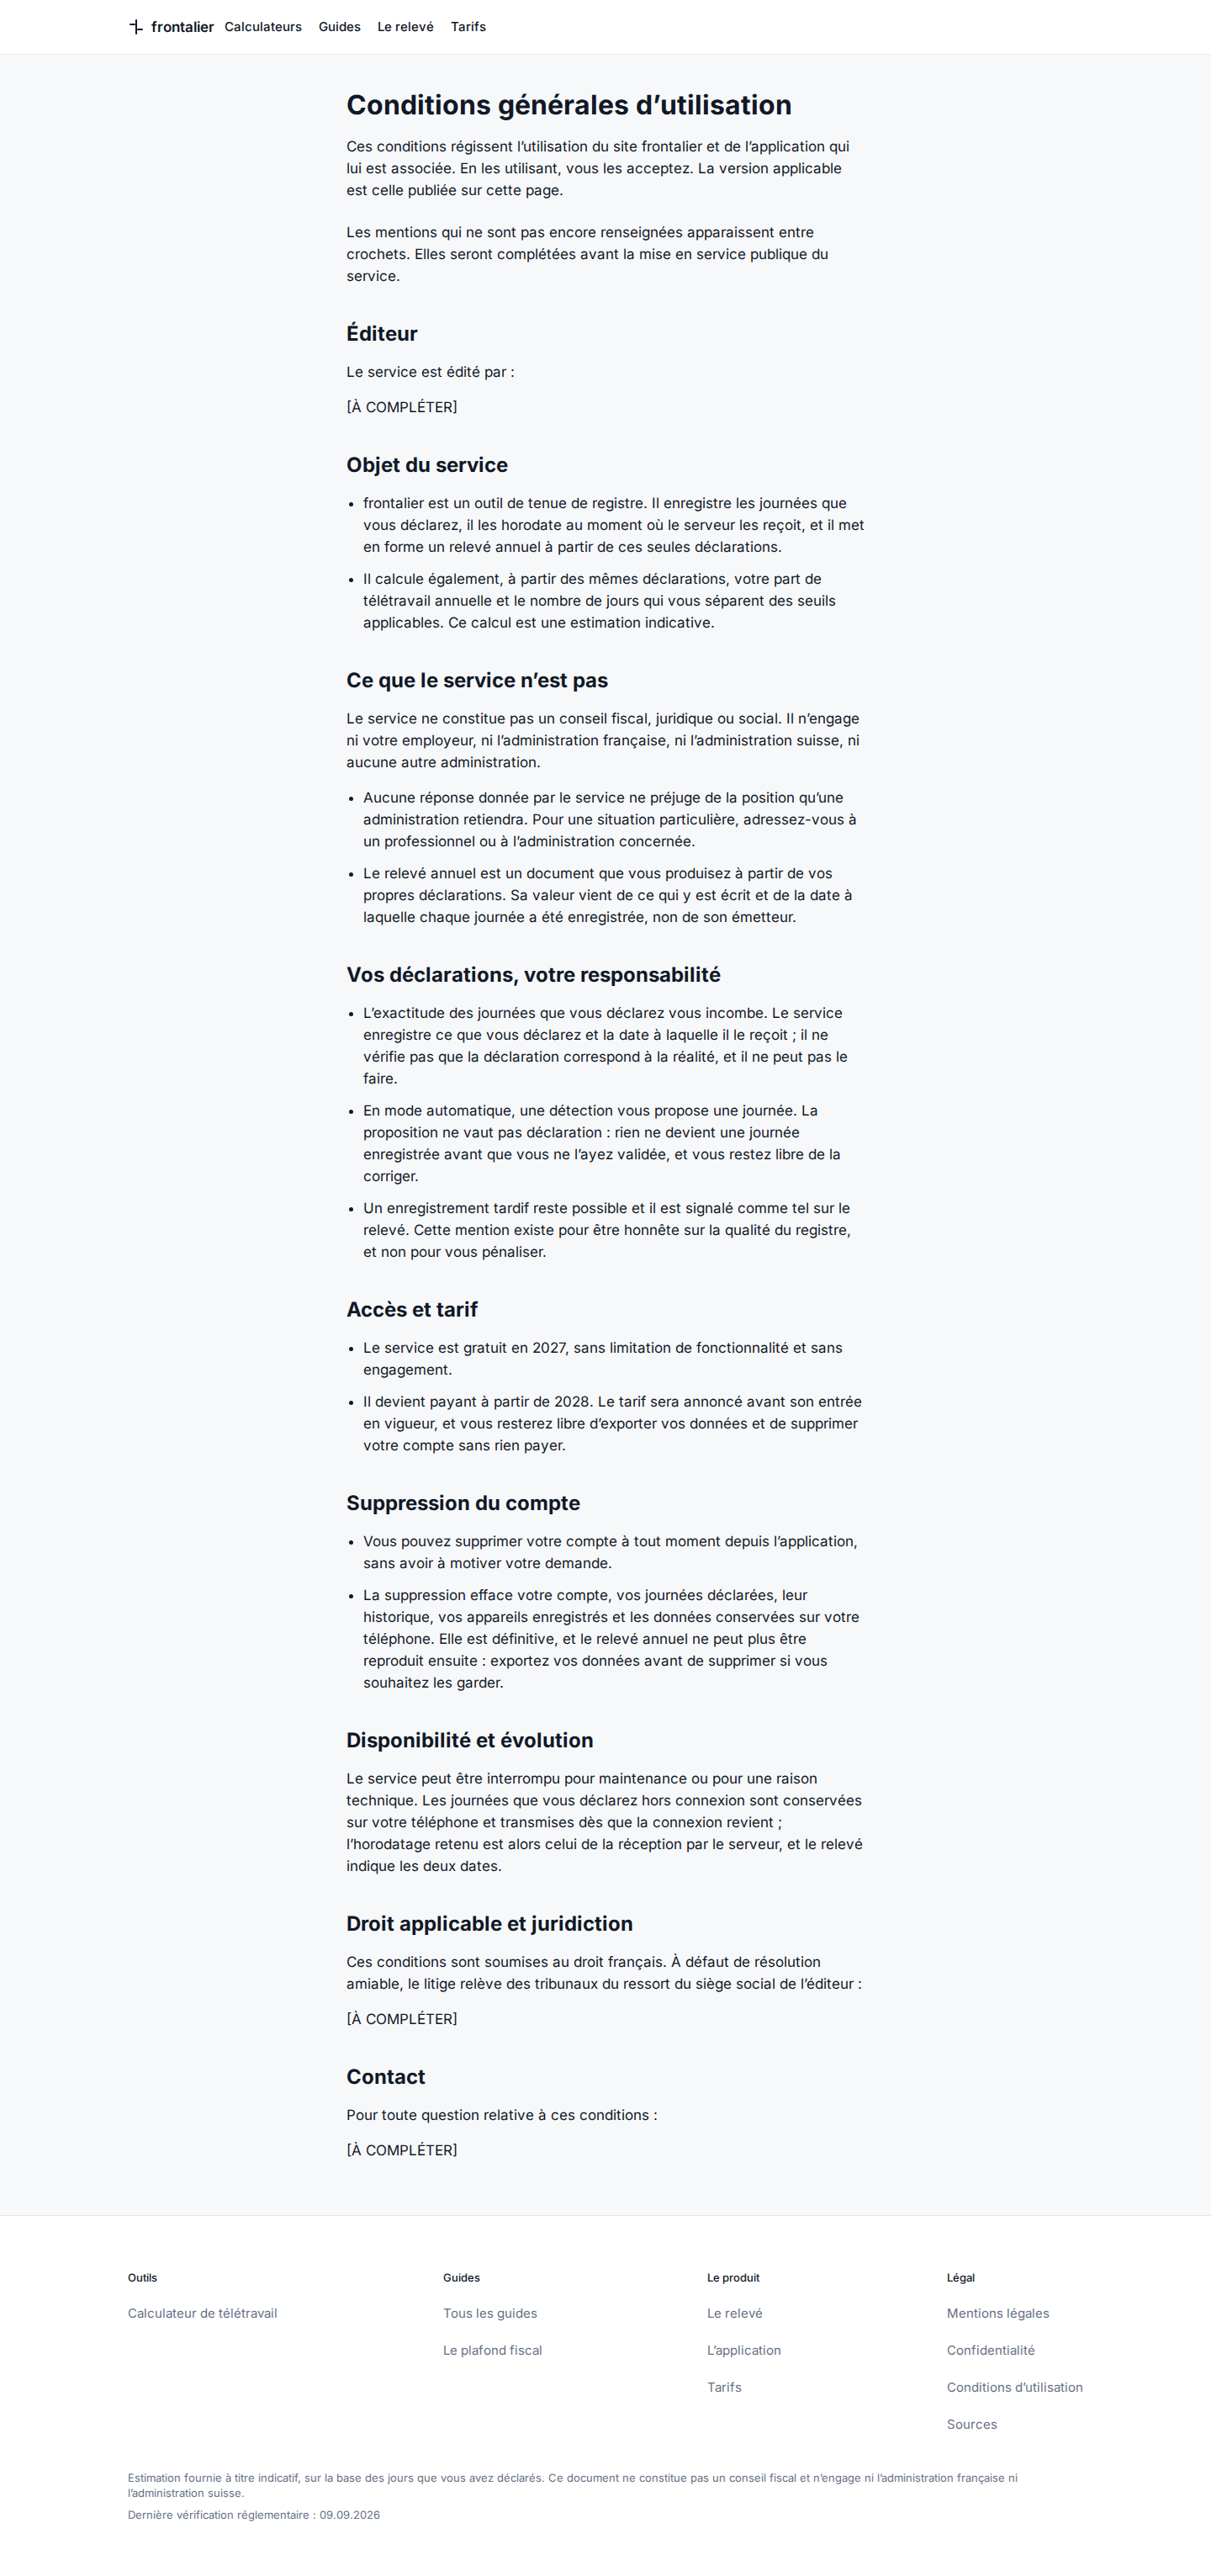 frontalier Calculateurs Guides Le relevé Tarifs
Conditions générales d’utilisation
Ces conditions régissent l’utilisation du site frontalier et de l’application qui
lui est associée. En les utilisant, vous les acceptez. La version applicable
est celle publiée sur cette page.
Les mentions qui ne sont pas encore renseignées apparaissent entre
crochets. Elles seront complétées avant la mise en service publique du
service.
Éditeur
Le service est édité par :
[À COMPLÉTER]
Objet du service
• frontalier est un outil de tenue de registre. Il enregistre les journées que
vous déclarez, il les horodate au moment où le serveur les reçoit, et il met
en forme un relevé annuel à partir de ces seules déclarations.
• Il calcule également, à partir des mêmes déclarations, votre part de
télétravail annuelle et le nombre de jours qui vous séparent des seuils
applicables. Ce calcul est une estimation indicative.
Ce que le service n’est pas
Le service ne constitue pas un conseil fiscal, juridique ou social. Il n’engage
ni votre employeur, ni l’administration française, ni l’administration suisse, ni
aucune autre administration.
• Aucune réponse donnée par le service ne préjuge de la position qu’une
administration retiendra. Pour une situation particulière, adressez-vous à
un professionnel ou à l’administration concernée.
• Le relevé annuel est un document que vous produisez à partir de vos
propres déclarations. Sa valeur vient de ce qui y est écrit et de la date à
laquelle chaque journée a été enregistrée, non de son émetteur.
Vos déclarations, votre responsabilité
• L’exactitude des journées que vous déclarez vous incombe. Le service
enregistre ce que vous déclarez et la date à laquelle il le reçoit ; il ne
vérifie pas que la déclaration correspond à la réalité, et il ne peut pas le
faire.
• En mode automatique, une détection vous propose une journée. La
proposition ne vaut pas déclaration : rien ne devient une journée
enregistrée avant que vous ne l’ayez validée, et vous restez libre de la
corriger.
• Un enregistrement tardif reste possible et il est signalé comme tel sur le
relevé. Cette mention existe pour être honnête sur la qualité du registre,
et non pour vous pénaliser.
Accès et tarif
• Le service est gratuit en 2027, sans limitation de fonctionnalité et sans
engagement.
• Il devient payant à partir de 2028. Le tarif sera annoncé avant son entrée
en vigueur, et vous resterez libre d’exporter vos données et de supprimer
votre compte sans rien payer.
Suppression du compte
• Vous pouvez supprimer votre compte à tout moment depuis l’application,
sans avoir à motiver votre demande.
• La suppression efface votre compte, vos journées déclarées, leur
historique, vos appareils enregistrés et les données conservées sur votre
téléphone. Elle est définitive, et le relevé annuel ne peut plus être
reproduit ensuite : exportez vos données avant de supprimer si vous
souhaitez les garder.
Disponibilité et évolution
Le service peut être interrompu pour maintenance ou pour une raison
technique. Les journées que vous déclarez hors connexion sont conservées
sur votre téléphone et transmises dès que la connexion revient ;
l’horodatage retenu est alors celui de la réception par le serveur, et le relevé
indique les deux dates.
Droit applicable et juridiction
Ces conditions sont soumises au droit français. À défaut de résolution
amiable, le litige relève des tribunaux du ressort du siège social de l’éditeur :
[À COMPLÉTER]
Contact
Pour toute question relative à ces conditions :
[À COMPLÉTER]
Outils
Calculateur de télétravail
Guides
Tous les guides
Le plafond fiscal
Le produit
Le relevé
L’application
Tarifs
Légal
Mentions légales
Confidentialité
Conditions d’utilisation
Sources
Estimation fournie à titre indicatif, sur la base des jours que vous avez déclarés. Ce document ne constitue pas un conseil fiscal et n’engage ni l’administration française ni
l’administration suisse.
Dernière vérification réglementaire : 09.09.2026